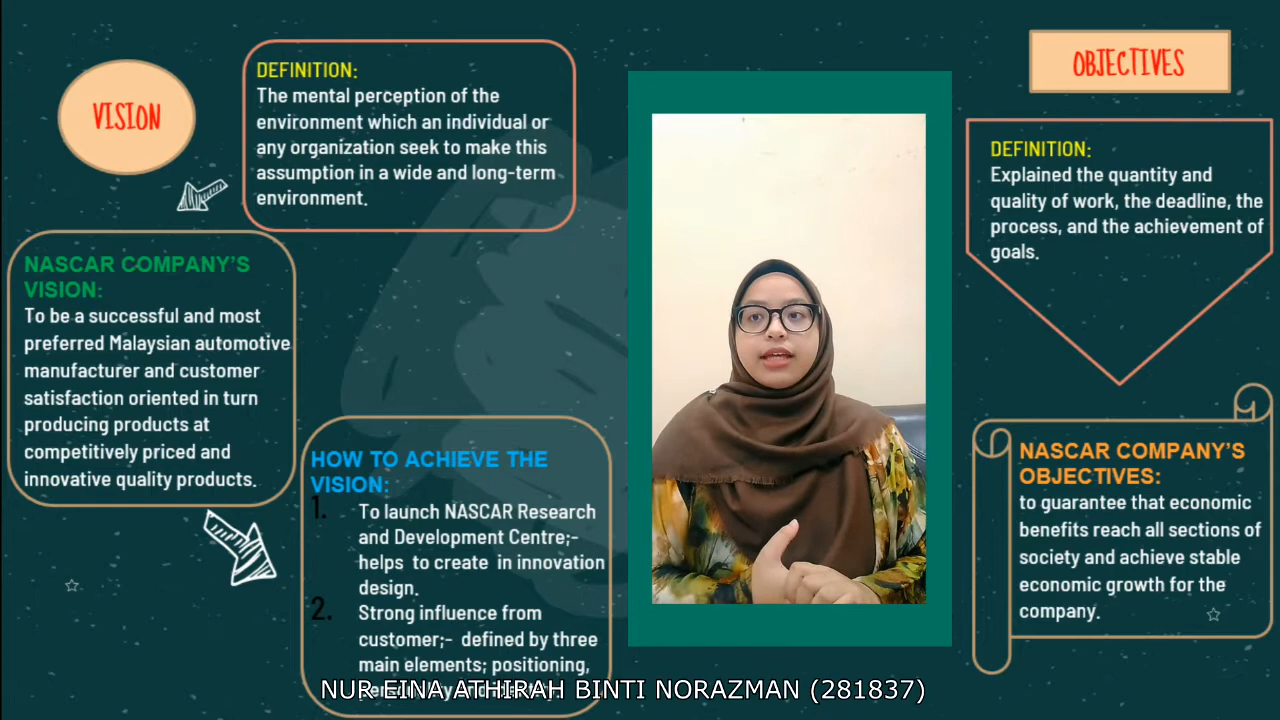 VISION
DEFINITION:
The mental perception of the
environment which an individual or
any organization seek to make this
assumption in a wide and long-term
environment.
NASCAR COMPANY'S
VISION:
To be a successful and most
preferred Malaysian automotive
manufacturer and customer
satisfaction oriented in turn
producing products at
competitively priced and
innovative quality products.
HOW TO ACHIEVE THE
VISION:
1. To launch NASCAR Research
and Development Centre;-
helps to create in innovation
design.
2. Strong influence from
customer;- defined by three
main elements; positioning,
OBJECTIVES
DEFINITION:
Explained the quantity and
quality of work, the deadline, the
process, and the achievement of
goals.
NASCAR COMPANY'S
OBJECTIVES:
to guarantee that economic
benefits reach all sections of
society and achieve stable
economic growth for the
company.
NUR EINA ATHIRAH BINTI NORAZMAN (281837)